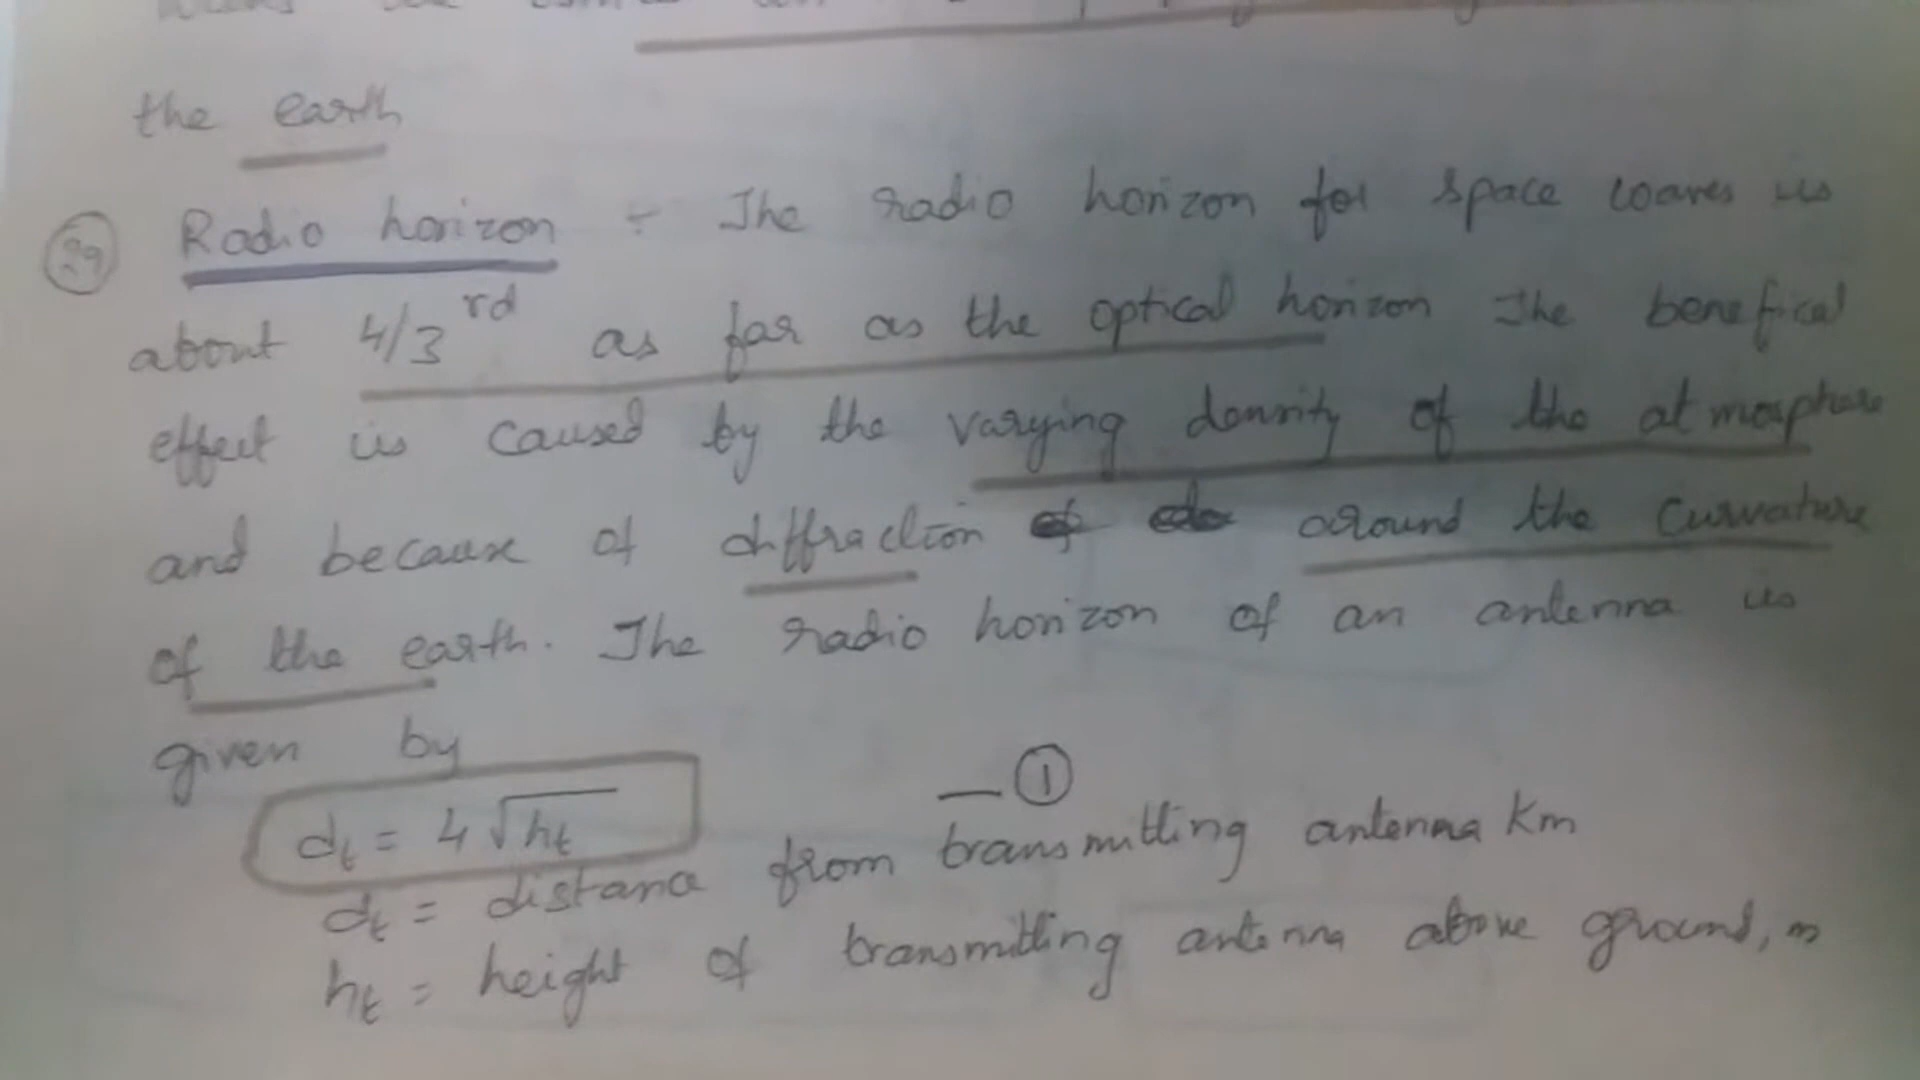 the earth
29 Radio horizon ÷ The radio horizon for space waves is
about 4/3rd as far as the optical horizon The benefical
effect is caused by the varying density of the atmosphere
and because of diffraction around the curvature
of the earth. The radio horizon of an antenna is
given by
dt = 4√ht — 1
dt = distance from transmitting antenna Km
ht = height of transmitting antenna above ground, m